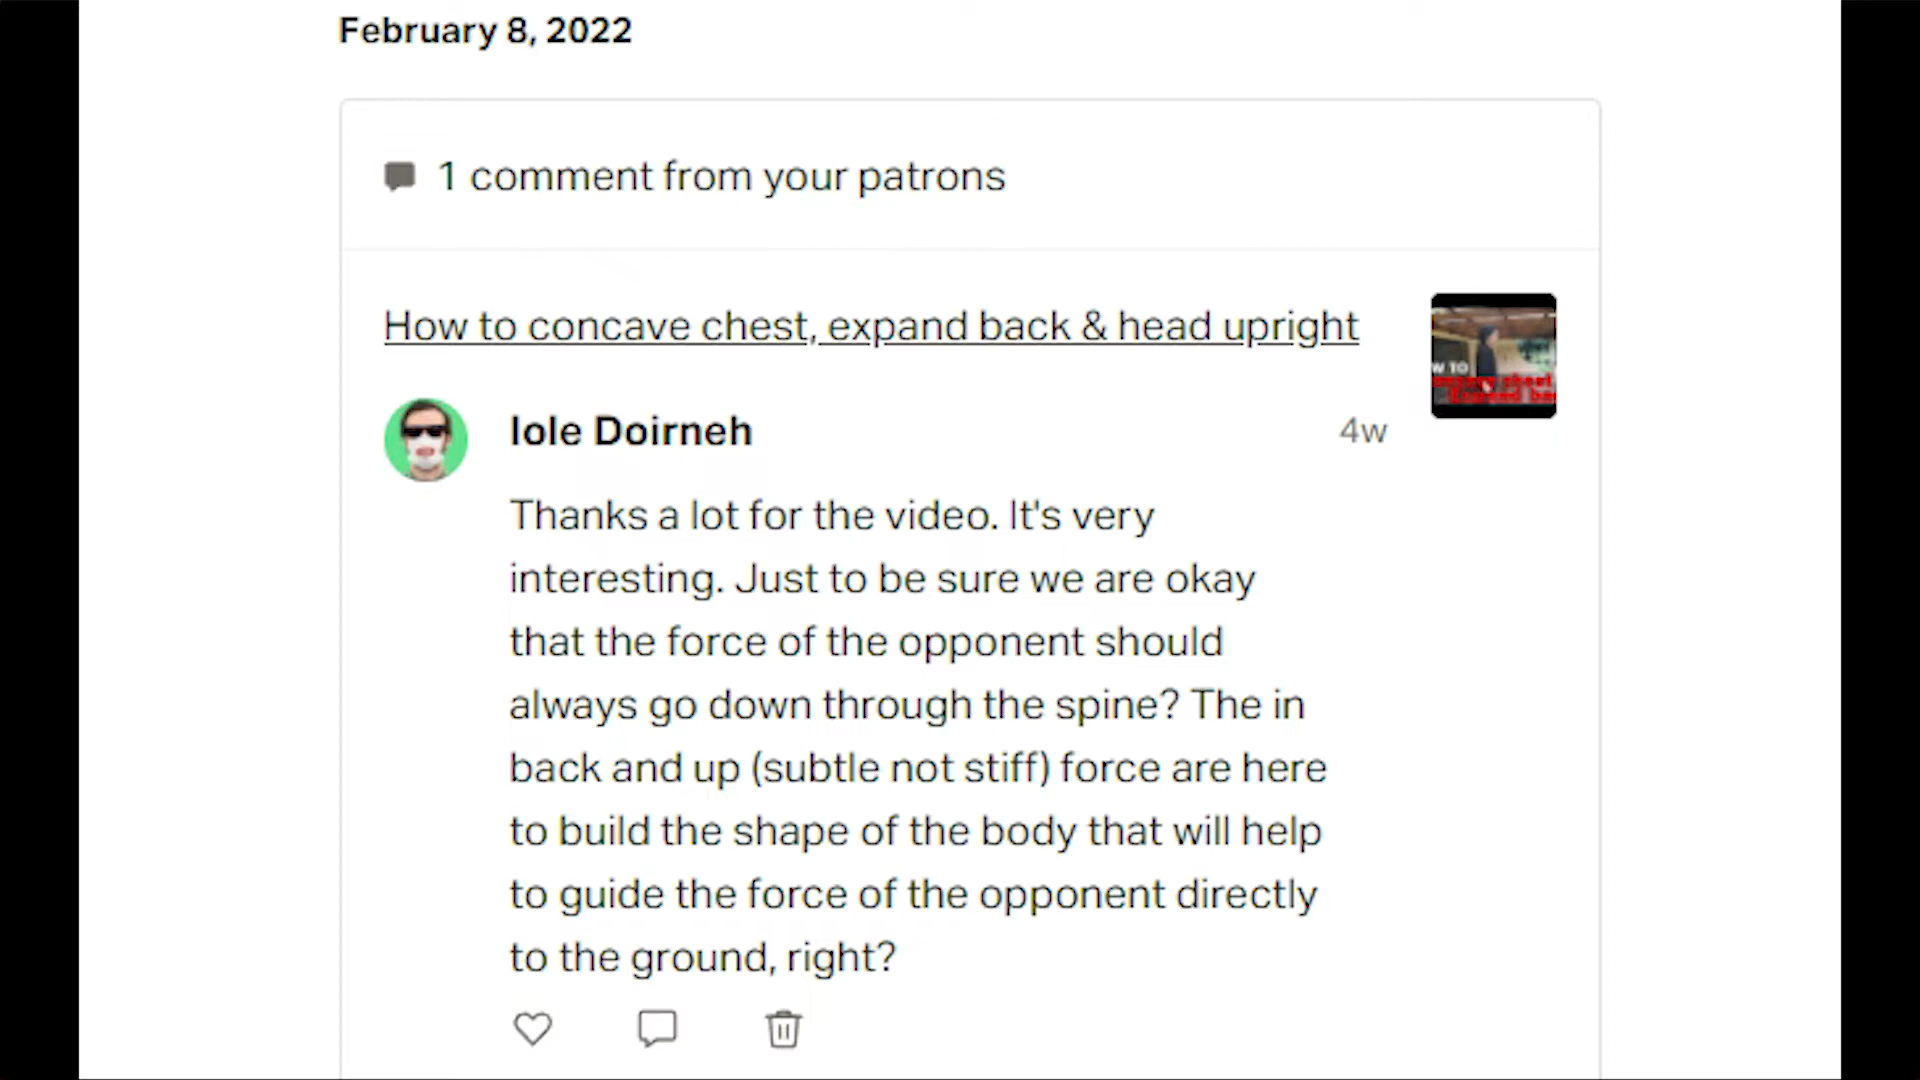 February 8, 2022
1 comment from your patrons
How to concave chest, expand back & head upright
W TO
Iole Doirneh
4w
Thanks a lot for the video. It's very
interesting. Just to be sure we are okay
that the force of the opponent should
always go down through the spine? The in
back and up (subtle not stiff) force are here
to build the shape of the body that will help
to guide the force of the opponent directly
to the ground, right?